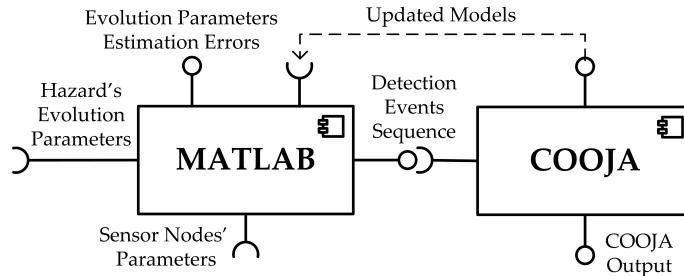 Evolution Parameters
Estimation Errors
Updated Models
Hazard's
Evolution
Parameters
Detection
Events
Sequence
MATLAB
COOJA
Sensor Nodes'
Parameters
COOJA
Output